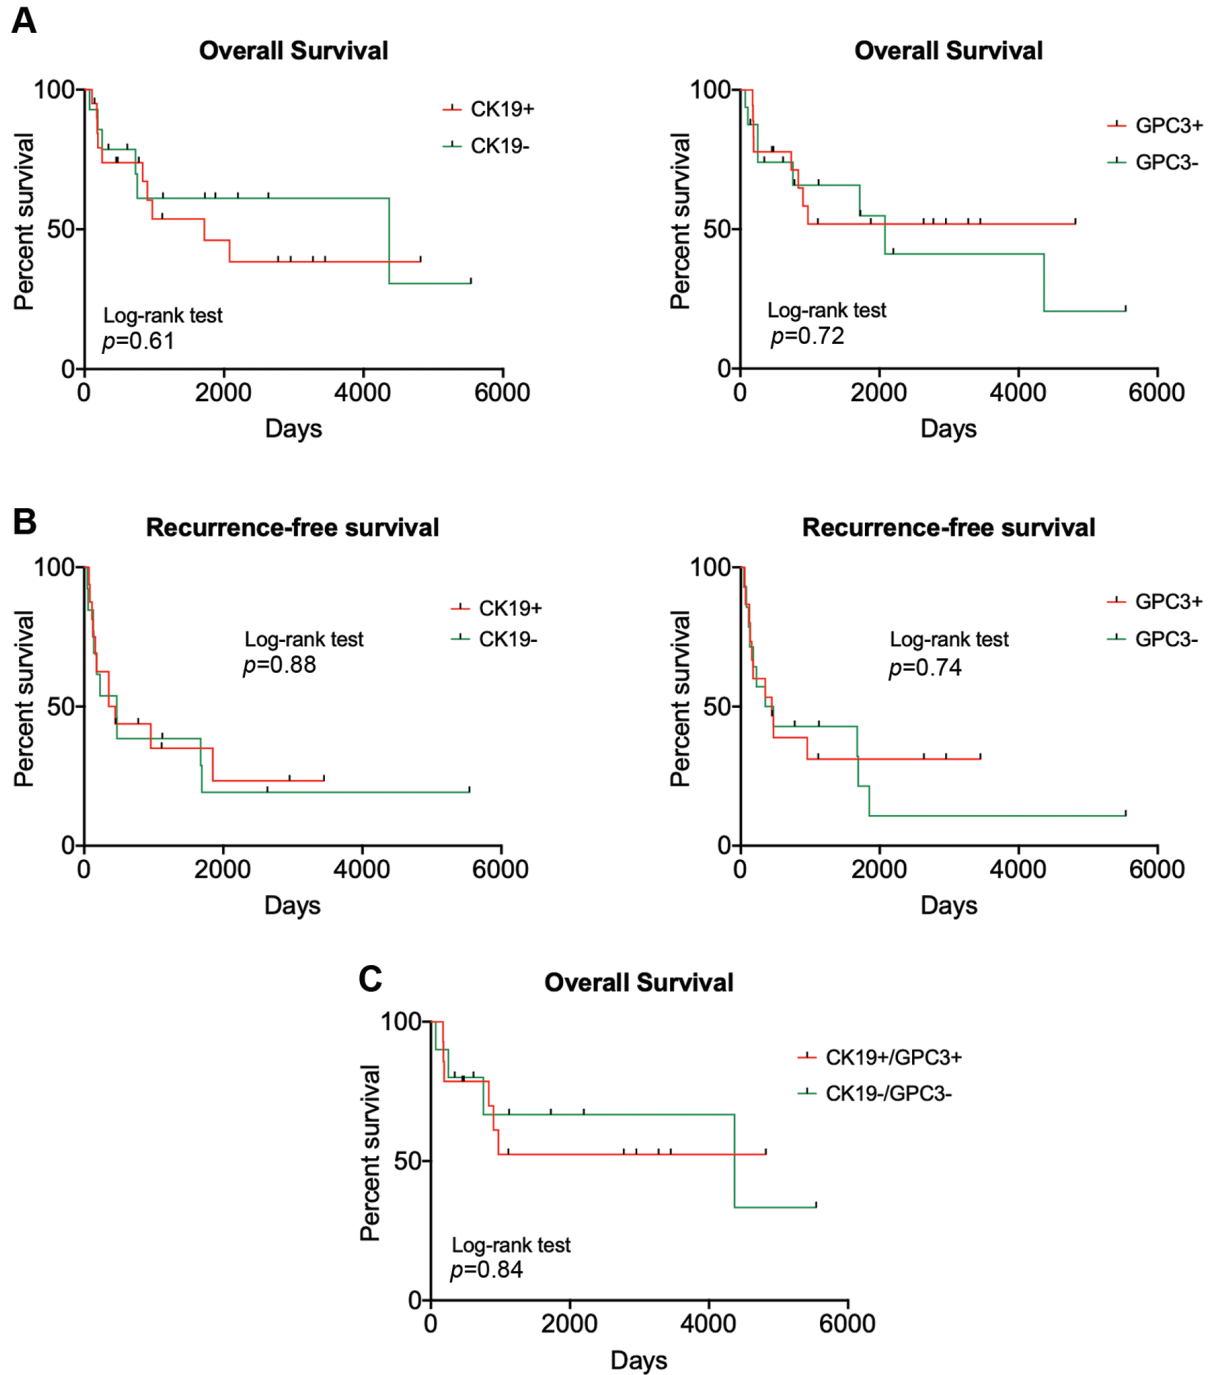 A
Overall Survival
100
50
0
Percent survival
CK19+
CK19-
Log-rank test
p=0.61
0 2000 4000 6000
Days
Overall Survival
100
50
0
Percent survival
GPC3+
GPC3-
Log-rank test
p=0.72
0 2000 4000 6000
Days
B
Recurrence-free survival
100
50
0
Percent survival
CK19+
CK19-
Log-rank test
p=0.88
0 2000 4000 6000
Days
Recurrence-free survival
100
50
0
Percent survival
GPC3+
GPC3-
Log-rank test
p=0.74
0 2000 4000 6000
Days
C
Overall Survival
100
50
0
Percent survival
CK19+/GPC3+
CK19-/GPC3-
Log-rank test
p=0.84
0 2000 4000 6000
Days